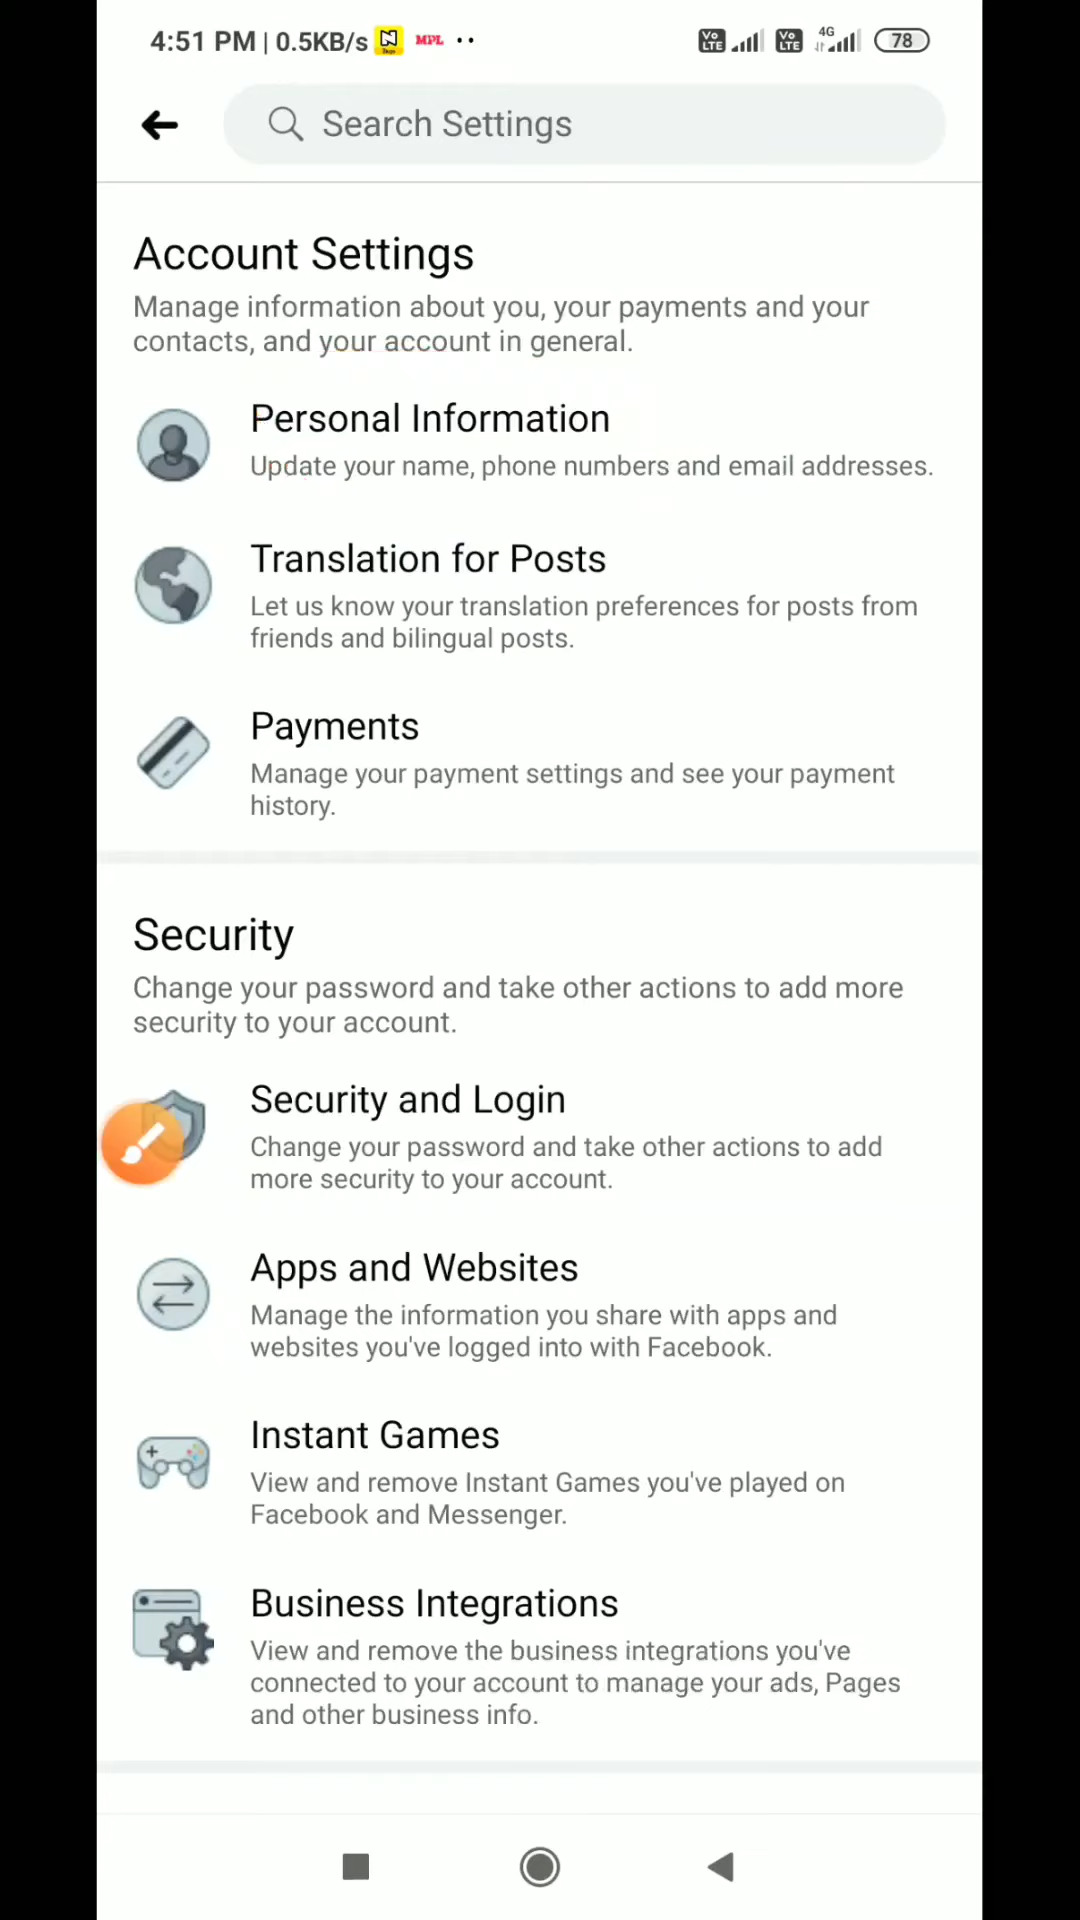 4:51 PM | 0.5KB/s N MPL ··
Vo LTE Vo LTE 4G 78
Search Settings
Account Settings
Manage information about you, your payments and your
contacts, and your account in general.
Personal Information
Update your name, phone numbers and email addresses.
Translation for Posts
Let us know your translation preferences for posts from
friends and bilingual posts.
Payments
Manage your payment settings and see your payment
history.
Security
Change your password and take other actions to add more
security to your account.
Security and Login
Change your password and take other actions to add
more security to your account.
Apps and Websites
Manage the information you share with apps and
websites you've logged into with Facebook.
Instant Games
View and remove Instant Games you've played on
Facebook and Messenger.
Business Integrations
View and remove the business integrations you've
connected to your account to manage your ads, Pages
and other business info.